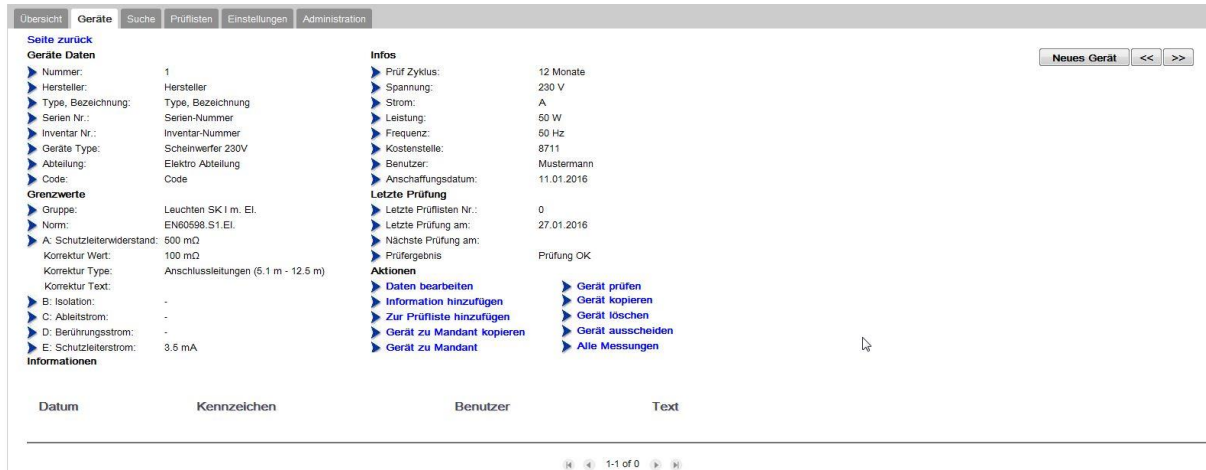 Übersicht Geräte Suche Prüflisten Einstellungen Administration
Seite zurück
Neues Gerät << >>
Geräte Daten
Nummer: 1
Hersteller: Hersteller
Type, Bezeichnung: Type, Bezeichnung
Serien Nr.: Serien-Nummer
Inventar Nr.: Inventar-Nummer
Geräte Type: Scheinwerfer 230V
Abteilung: Elektro Abteilung
Code: Code
Grenzwerte
Gruppe: Leuchten SK I m. El.
Norm: EN60598.S1.El.
A: Schutzleiterwiderstand: 500 mΩ
Korrektur Wert: 100 mΩ
Korrektur Type: Anschlussleitungen (5.1 m - 12.5 m)
Korrektur Text:
B: Isolation: -
C: Ableitstrom: -
D: Berührungsstrom: -
E: Schutzleiterstrom: 3.5 mA
Infos
Prüf Zyklus: 12 Monate
Spannung: 230 V
Strom: A
Leistung: 50 W
Frequenz: 50 Hz
Kostenstelle: 8711
Benutzer: Mustermann
Anschaffungsdatum: 11.01.2016
Letzte Prüfung
Letzte Prüflisten Nr.: 0
Letzte Prüfung am: 27.01.2016
Nächste Prüfung am:
Prüfergebnis Prüfung OK
Aktionen
Daten bearbeiten Gerät prüfen
Information hinzufügen Gerät kopieren
Zur Prüfliste hinzufügen Gerät löschen
Gerät zu Mandant kopieren Gerät ausscheiden
Gerät zu Mandant Alle Messungen
Informationen
Datum Kennzeichen Benutzer Text
1-1 of 0